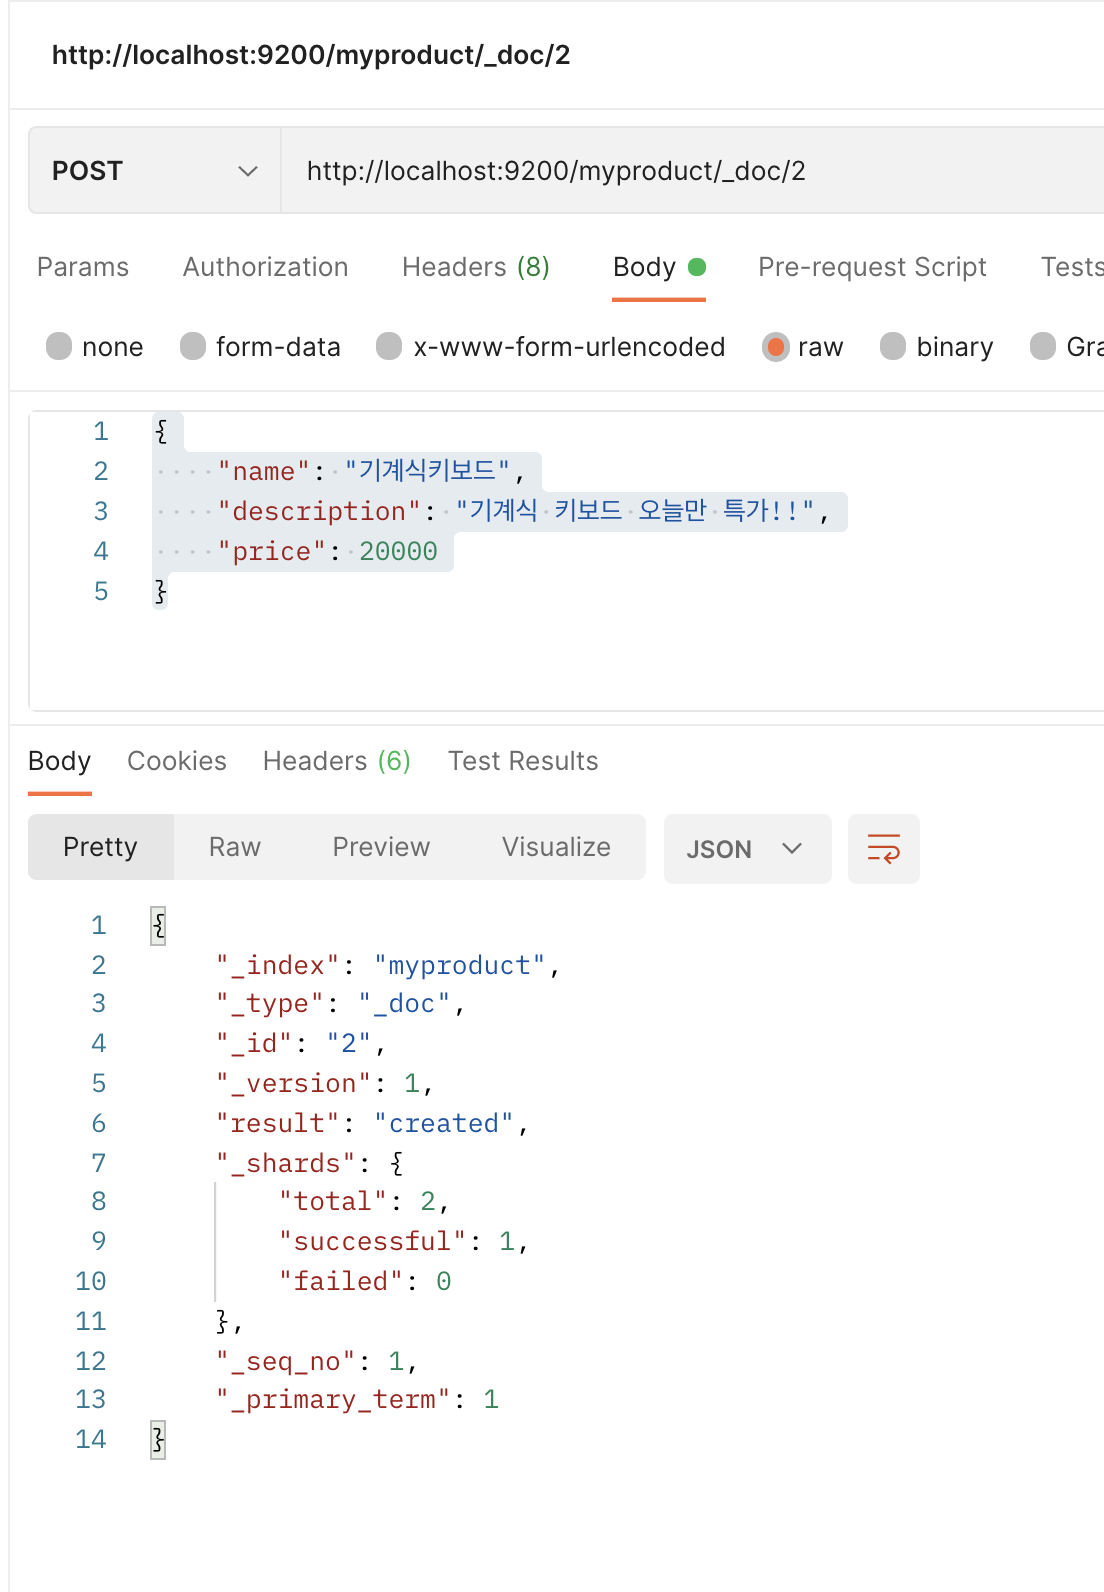 http://localhost:9200/myproduct/_doc/2
POST http://localhost:9200/myproduct/_doc/2
Params Authorization Headers (8) Body Pre-request Script Tests
none form-data x-www-form-urlencoded raw binary Gra
1 {
2 "name": "기계식키보드",
3 "description": "기계식 키보드 오늘만 특가!!",
4 "price": 20000
5 }
Body Cookies Headers (6) Test Results
Pretty Raw Preview Visualize JSON
1 {
2 "_index": "myproduct",
3 "_type": "_doc",
4 "_id": "2",
5 "_version": 1,
6 "result": "created",
7 "_shards": {
8 "total": 2,
9 "successful": 1,
10 "failed": 0
11 },
12 "_seq_no": 1,
13 "_primary_term": 1
14 }